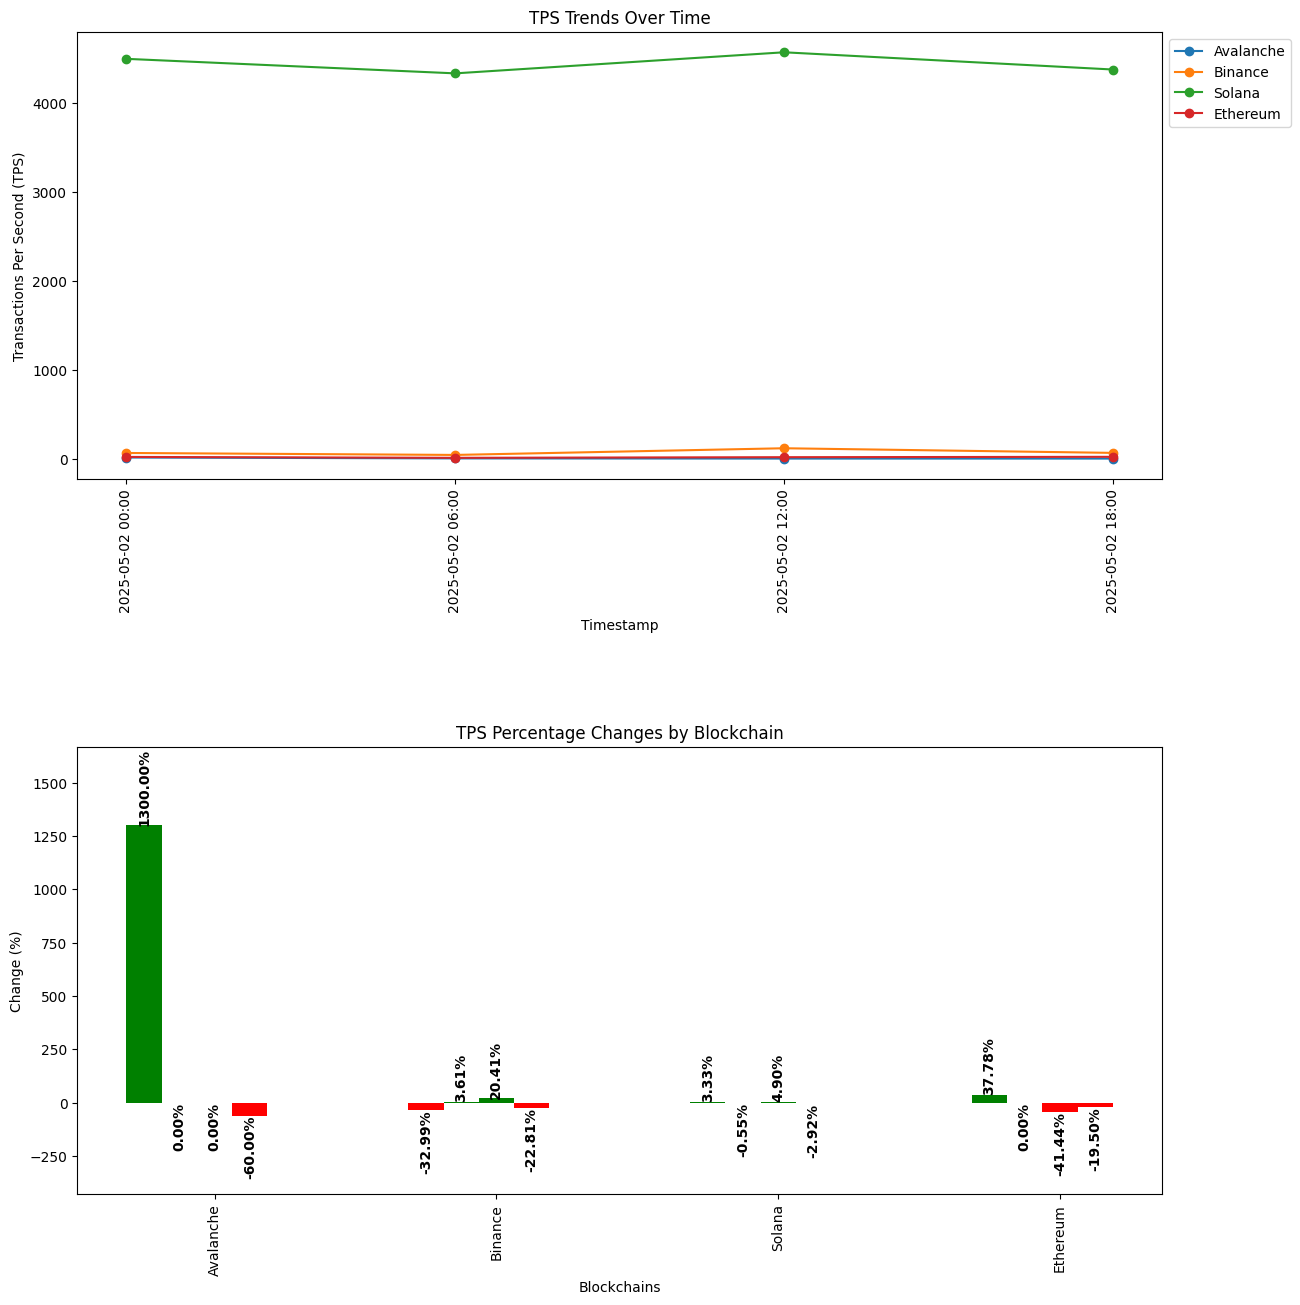 TPS Trends Over Time
Transactions Per Second (TPS)
4000
3000
2000
1000
0
Avalanche
Binance
Solana
Ethereum
2025-05-02 00:00
2025-05-02 06:00
2025-05-02 12:00
2025-05-02 18:00
Timestamp
TPS Percentage Changes by Blockchain
Change (%)
1500
1250
1000
750
500
250
0
−250
1300.00%
0.00%
0.00%
-60.00%
-32.99%
3.61%
20.41%
-22.81%
3.33%
-0.55%
4.90%
-2.92%
37.78%
0.00%
-41.44%
-19.50%
Avalanche
Binance
Solana
Ethereum
Blockchains